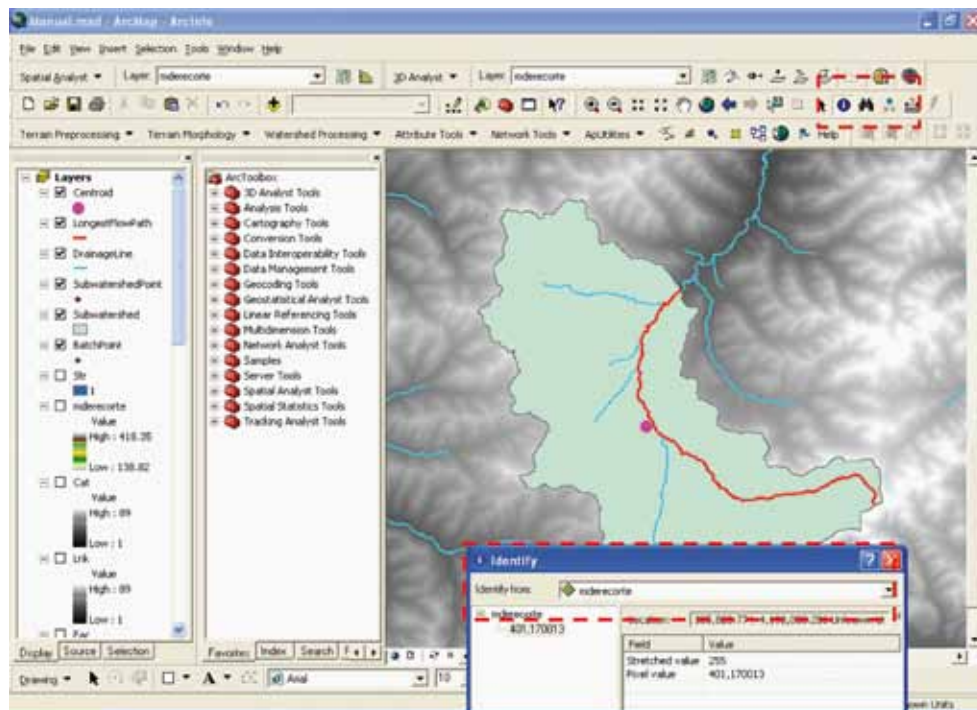 Manual.mxd - ArcMap - ArcInfo
File Edit View Insert Selection Tools Window Help
Spatial Analyst Layer: mderecorte 3D Analyst Layer: mderecorte
Terrain Preprocessing Terrain Morphology Watershed Processing Attribute Tools Network Tools ApUtilities Help
Layers
Centroid
LongestFlowPath
DrainageLine
SubwatershedPoint
Subwatershed
BatchPoint
Str
1
mderecorte
Value
High : 418.35
Low : 138.82
Cat
Value
High : 89
Low : 1
Lnk
Value
High : 89
Low : 1
Display Source Selection
ArcToolbox
3D Analyst Tools
Analysis Tools
Cartography Tools
Conversion Tools
Data Interoperability Tools
Data Management Tools
Geocoding Tools
Geostatistical Analyst Tools
Linear Referencing Tools
Multidimension Tools
Network Analyst Tools
Samples
Server Tools
Spatial Analyst Tools
Spatial Statistics Tools
Tracking Analyst Tools
Favorites Index Search
Identify
Identify from: mderecorte
mderecorte
401,170013
Location:
Field Value
Stretched value 255
Pixel value 401,170013
Drawing A Arial 10
Units